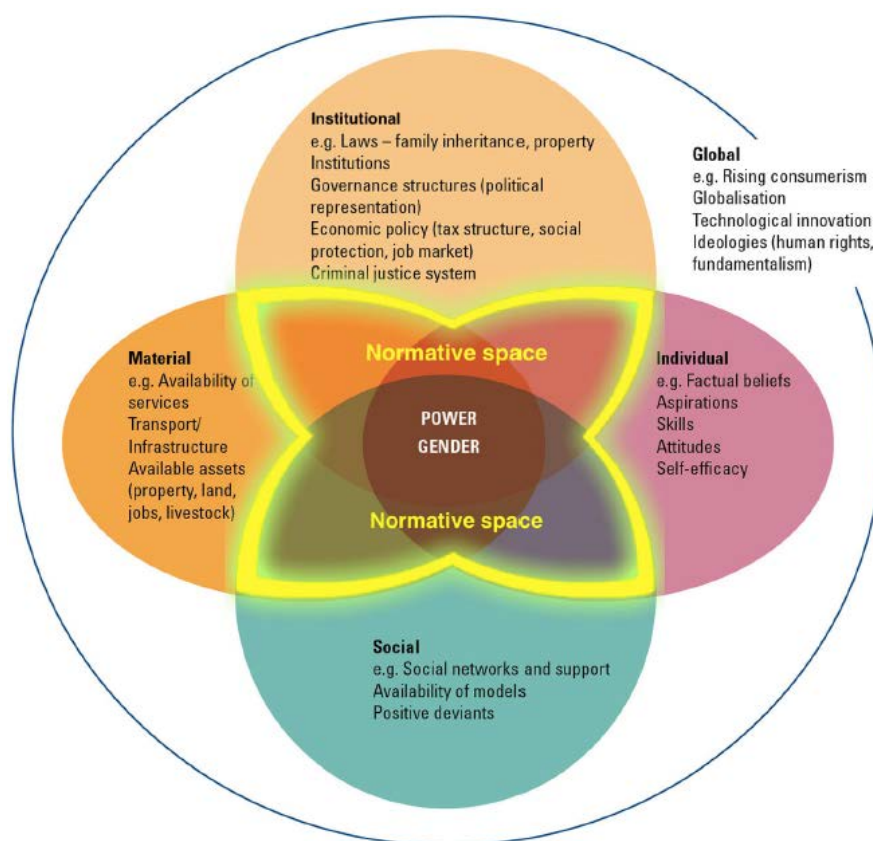 Institutional
e.g. Laws – family inheritance, property
Institutions
Governance structures (political
representation)
Economic policy (tax structure, social
protection, job market)
Criminal justice system
Global
e.g. Rising consumerism
Globalisation
Technological innovation
Ideologies (human rights,
fundamentalism)
Material
e.g. Availability of
services
Transport/
Infrastructure
Available assets
(property, land,
jobs, livestock)
Normative space
POWER
GENDER
Normative space
Individual
e.g. Factual beliefs
Aspirations
Skills
Attitudes
Self-efficacy
Social
e.g. Social networks and support
Availability of models
Positive deviants